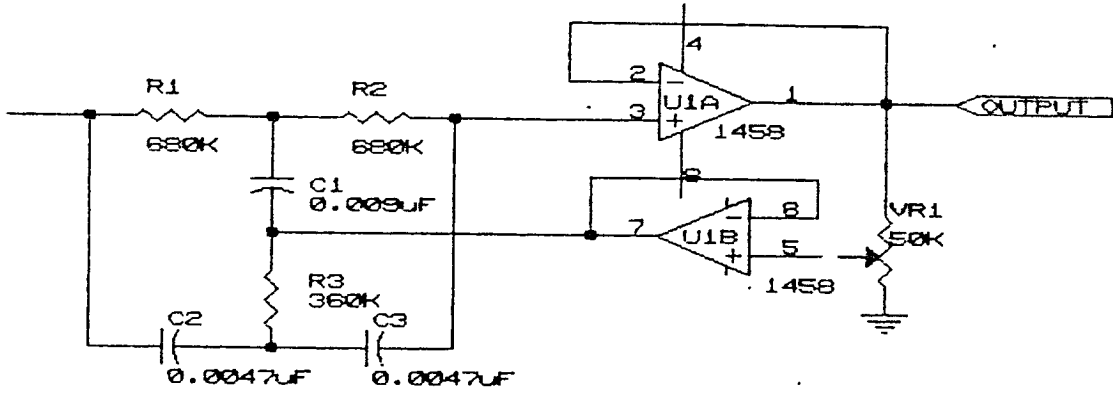 R1
680K
R2
680K
C1
0.009uF
R3
360K
C2
0.0047uF
C3
0.0047uF
4
2
3
U1A
1
1458
OUTPUT
8
7
U1B
6
5
1458
VR1
50K